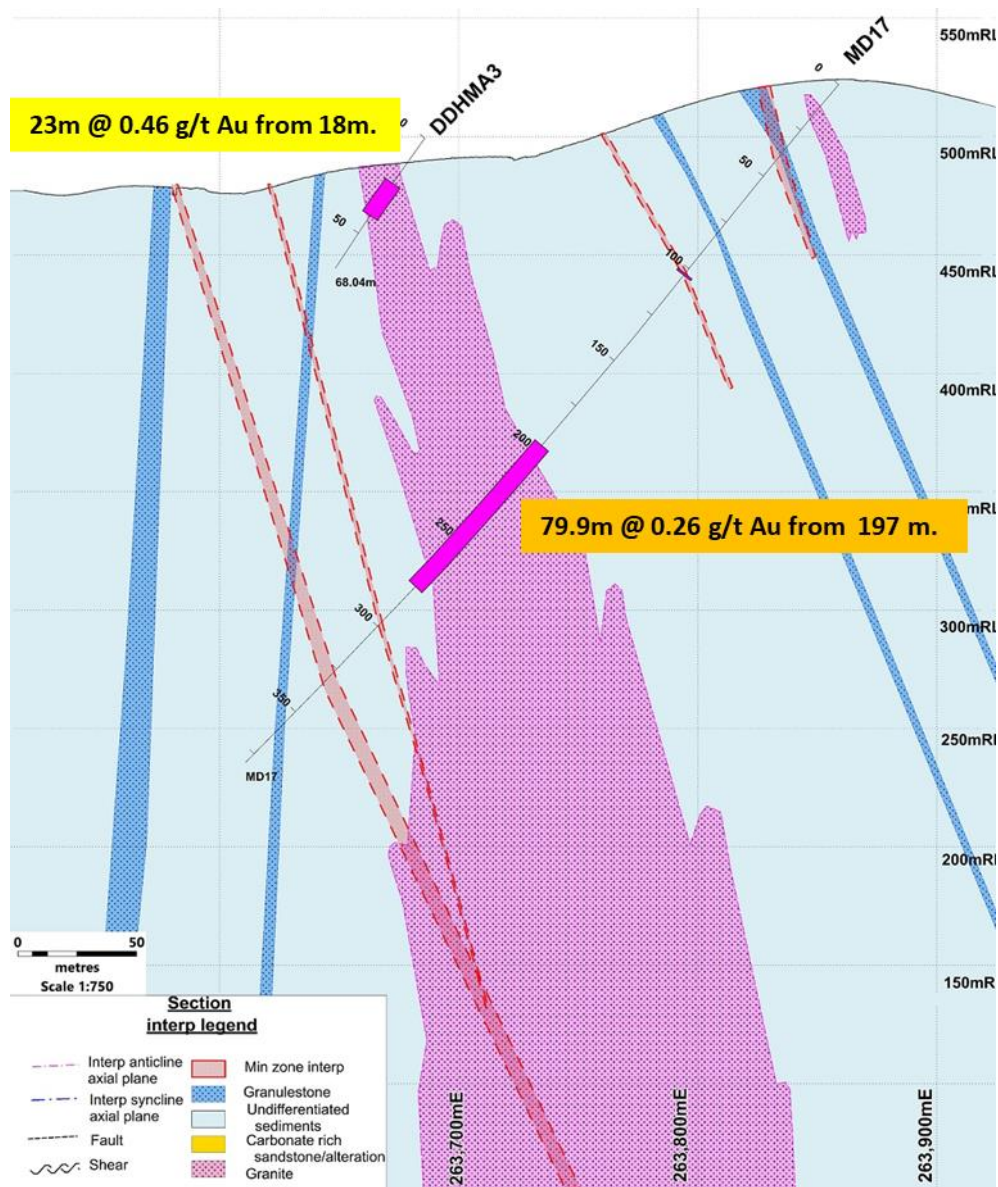 550mRL
MD17
0
DDHMA3
23m @ 0.46 g/t Au from 18m.
500mRL
50
50
68.04m
450mRL
100
150
400mRL
200
79.9m @ 0.26 g/t Au from 197 m.
250
300
300mRL
350
MD17
250mRL
200mRL
150mR
0 50
metres
Scale 1:750
263,700mE
263,800mE
263,900mE
Section
interp legend
Interp anticline
axial plane
Interp syncline
axial plane
Fault
Shear
Min zone interp
Granulestone
Undifferentiated
sediments
Carbonate rich
sandstone/alteration
Granite